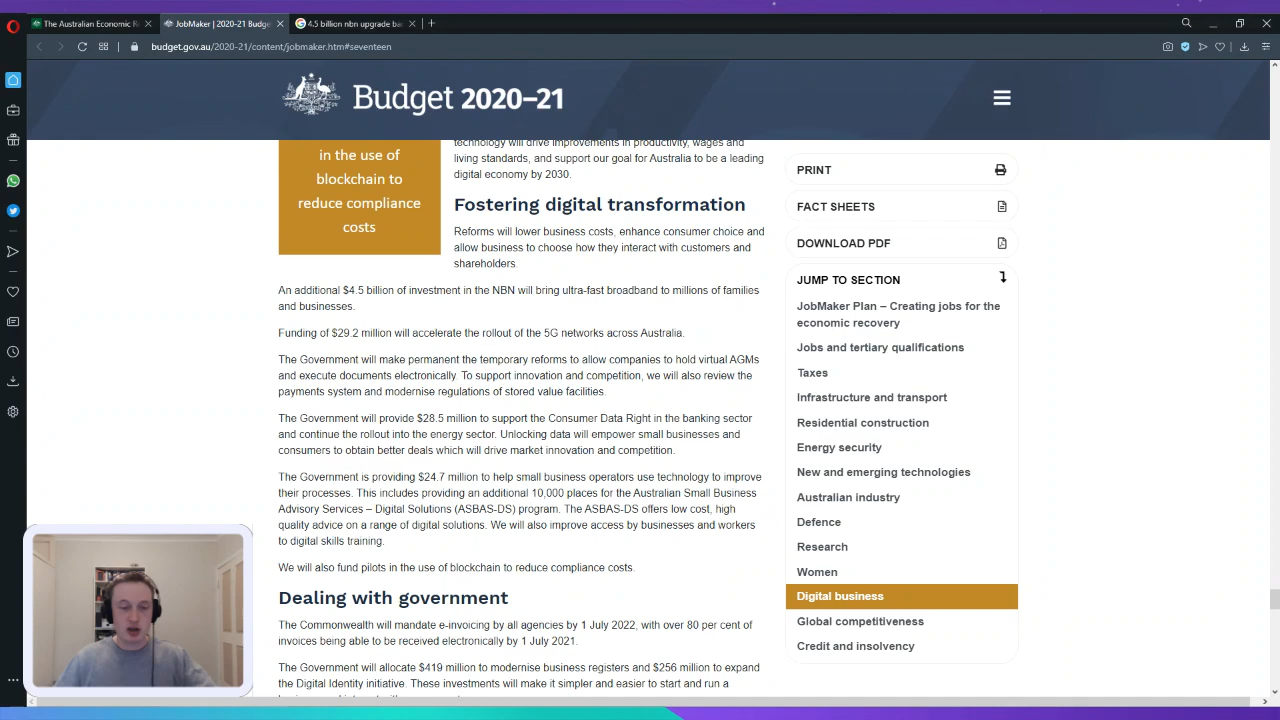 The Australian Economic R
JobMaker | 2020-21 Budg
4.5 billion nbn upgrade ba
budget.gov.au/2020-21/content/jobmaker.htm#seventeen
Budget 2020–21
in the use of
blockchain to
reduce compliance
costs
technology will drive improvements in productivity, wages and
living standards, and support our goal for Australia to be a leading
digital economy by 2030.
Fostering digital transformation
Reforms will lower business costs, enhance consumer choice and
allow business to choose how they interact with customers and
shareholders.
An additional $4.5 billion of investment in the NBN will bring ultra-fast broadband to millions of families
and businesses.
Funding of $29.2 million will accelerate the rollout of the 5G networks across Australia.
The Government will make permanent the temporary reforms to allow companies to hold virtual AGMs
and execute documents electronically. To support innovation and competition, we will also review the
payments system and modernise regulations of stored value facilities.
The Government will provide $28.5 million to support the Consumer Data Right in the banking sector
and continue the rollout into the energy sector. Unlocking data will empower small businesses and
consumers to obtain better deals which will drive market innovation and competition.
The Government is providing $24.7 million to help small business operators use technology to improve
their processes. This includes providing an additional 10,000 places for the Australian Small Business
Advisory Services – Digital Solutions (ASBAS-DS) program. The ASBAS-DS offers low cost, high
quality advice on a range of digital solutions. We will also improve access by businesses and workers
to digital skills training.
We will also fund pilots in the use of blockchain to reduce compliance costs.
Dealing with government
The Commonwealth will mandate e-invoicing by all agencies by 1 July 2022, with over 80 per cent of
invoices being able to be received electronically by 1 July 2021.
The Government will allocate $419 million to modernise business registers and $256 million to expand
the Digital Identity initiative. These investments will make it simpler and easier to start and run a
PRINT
FACT SHEETS
DOWNLOAD PDF
JUMP TO SECTION
JobMaker Plan – Creating jobs for the
economic recovery
Jobs and tertiary qualifications
Taxes
Infrastructure and transport
Residential construction
Energy security
New and emerging technologies
Australian industry
Defence
Research
Women
Digital business
Global competitiveness
Credit and insolvency